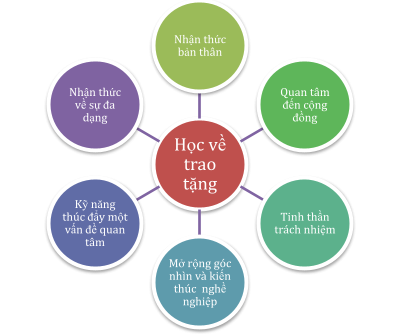 Nhận thức
bản thân
Quan tâm
đến cộng
đồng
Tinh thần
trách nhiệm
Mở rộng góc
nhìn và kiến
thúc nghề
nghiệp
Kỹ năng
thúc đẩy một
vấn đề quan
tâm
Nhận thức
về sự đa
dạng
Học về
trao
tặng